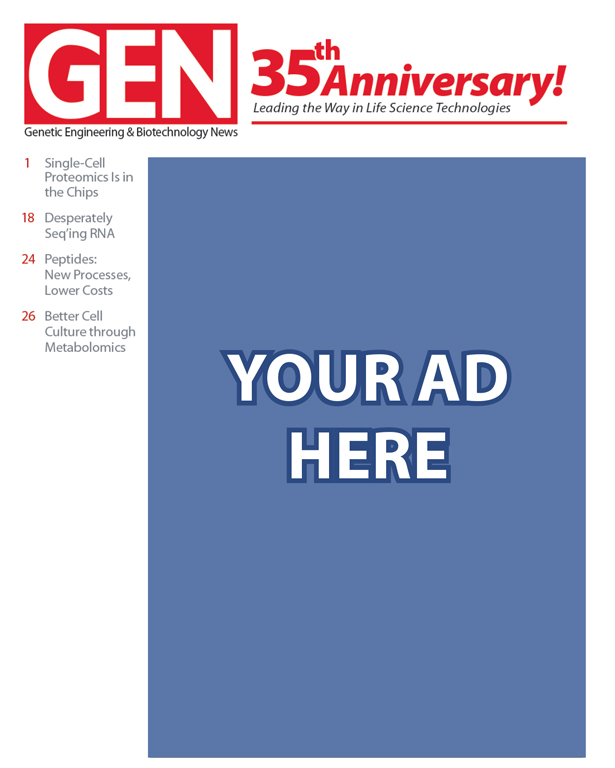 GEN
Genetic Engineering & Biotechnology News
35th Anniversary!
Leading the Way in Life Science Technologies
1 Single-Cell
Proteomics Is in
the Chips
18 Desperately
Seq'ing RNA
24 Peptides:
New Processes,
Lower Costs
26 Better Cell
Culture through
Metabolomics
YOUR AD
HERE